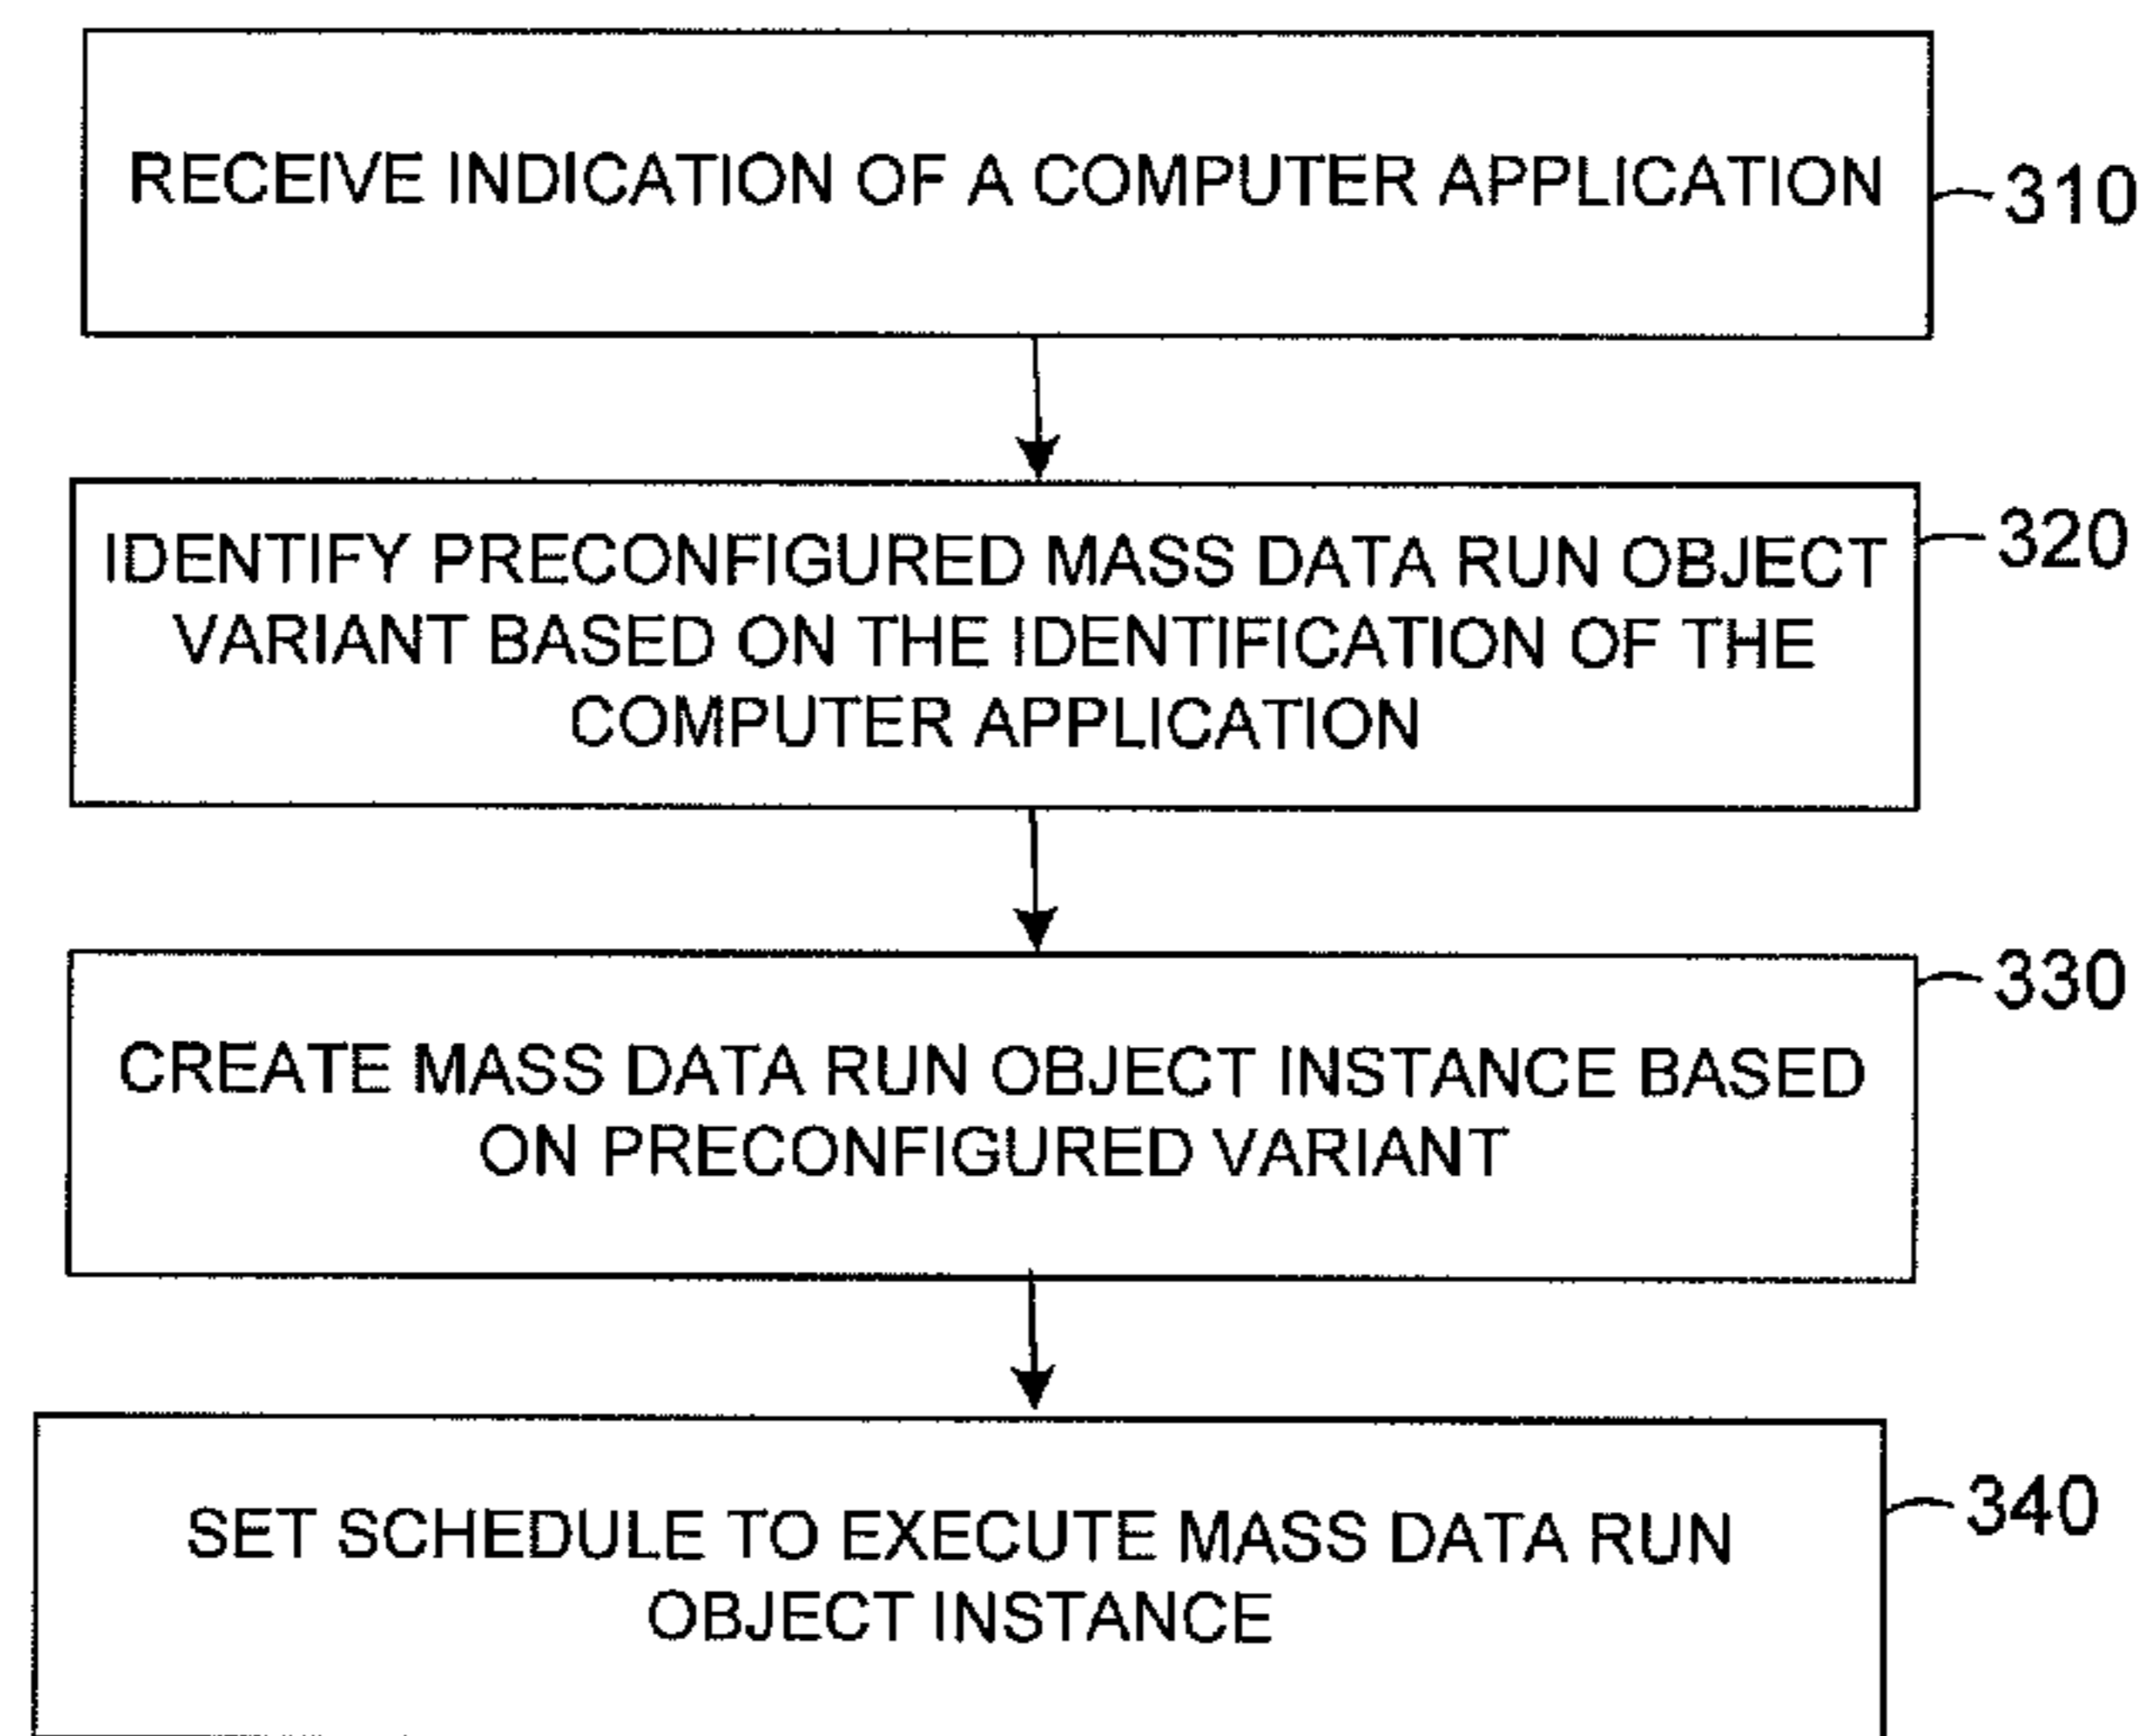 RECEIVE INDICATION OF A COMPUTER APPLICATION
310
IDENTIFY PRECONFIGURED MASS DATA RUN OBJECT
VARIANT BASED ON THE IDENTIFICATION OF THE
COMPUTER APPLICATION
320
CREATE MASS DATA RUN OBJECT INSTANCE BASED
ON PRECONFIGURED VARIANT
330
SET SCHEDULE TO EXECUTE MASS DATA RUN
OBJECT INSTANCE
340